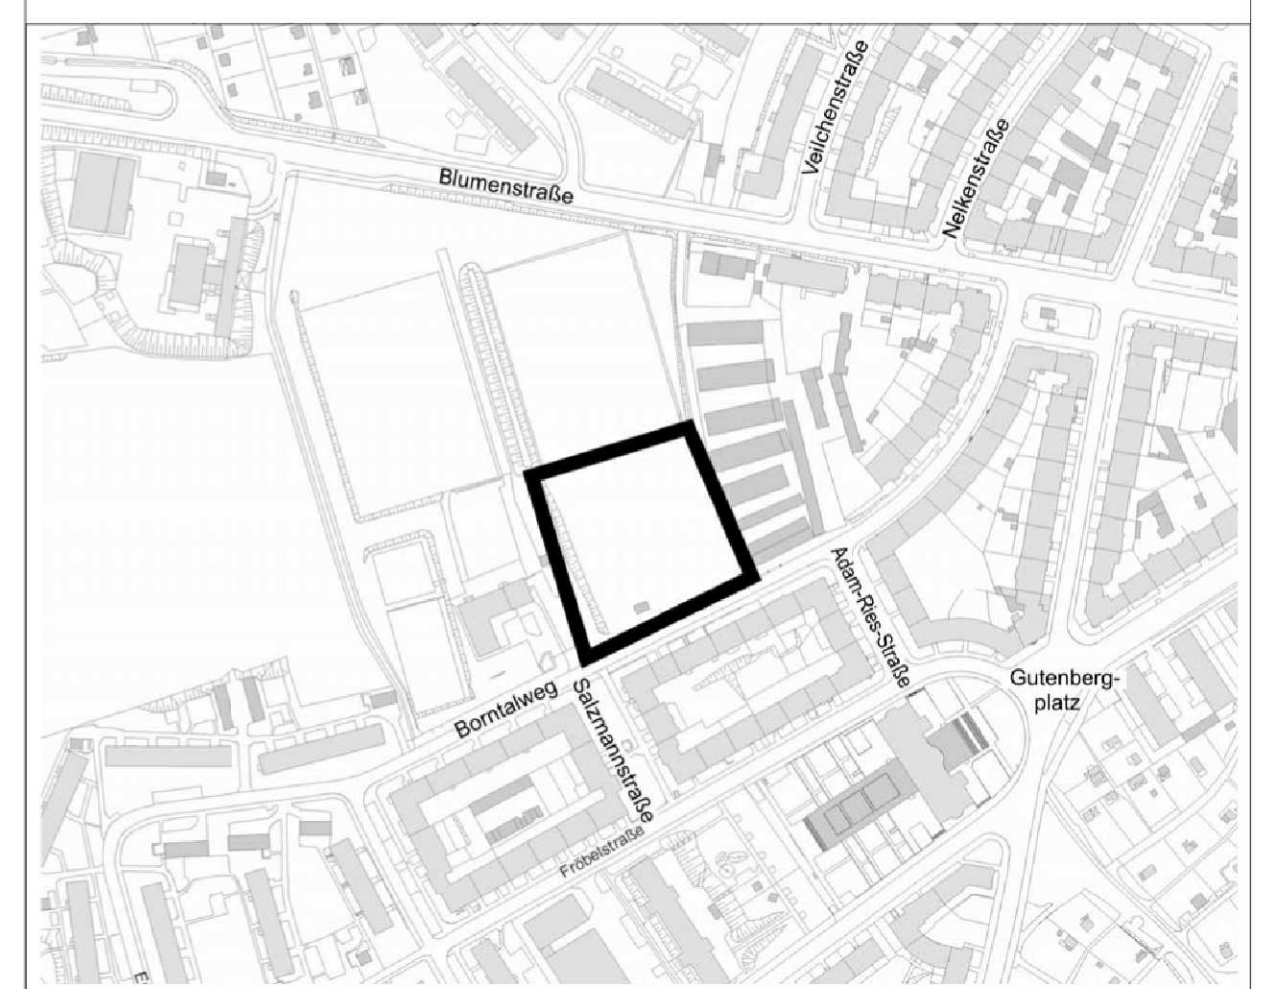 Veilchenstraße
Nelkenstraße
Blumenstraße
Adam-Ries-Straße
Gutenberg-
platz
Borntalweg
Salzmannstraße
Fröbelstraße